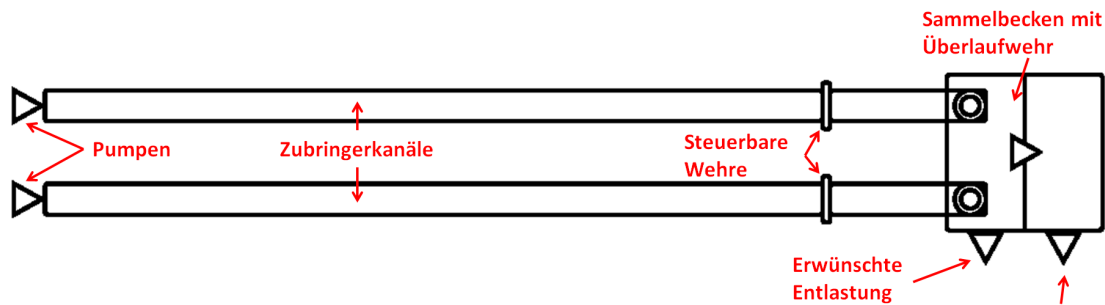 Sammelbecken mit
Überlaufwehr
Pumpen
Zubringerkanäle
Steuerbare
Wehre
Erwünschte
Entlastung